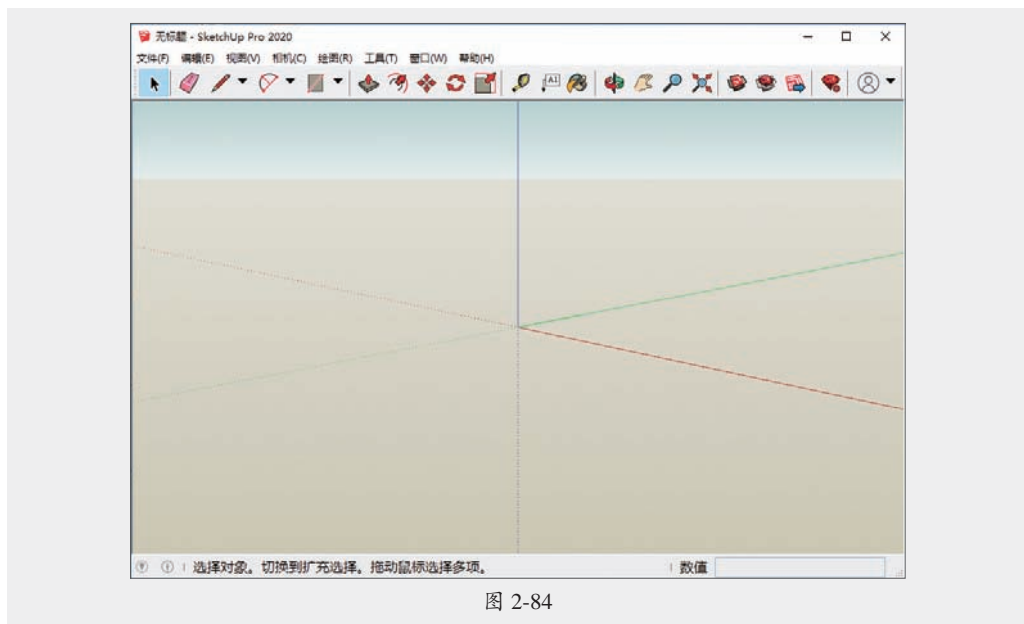 无标题 - SketchUp Pro 2020
文件(F) 编辑(E) 视图(V) 相机(C) 绘图(R) 工具(T) 窗口(W) 帮助(H)
A1
选择对象。切换到扩充选择。拖动鼠标选择多项。 数值
图 2-84